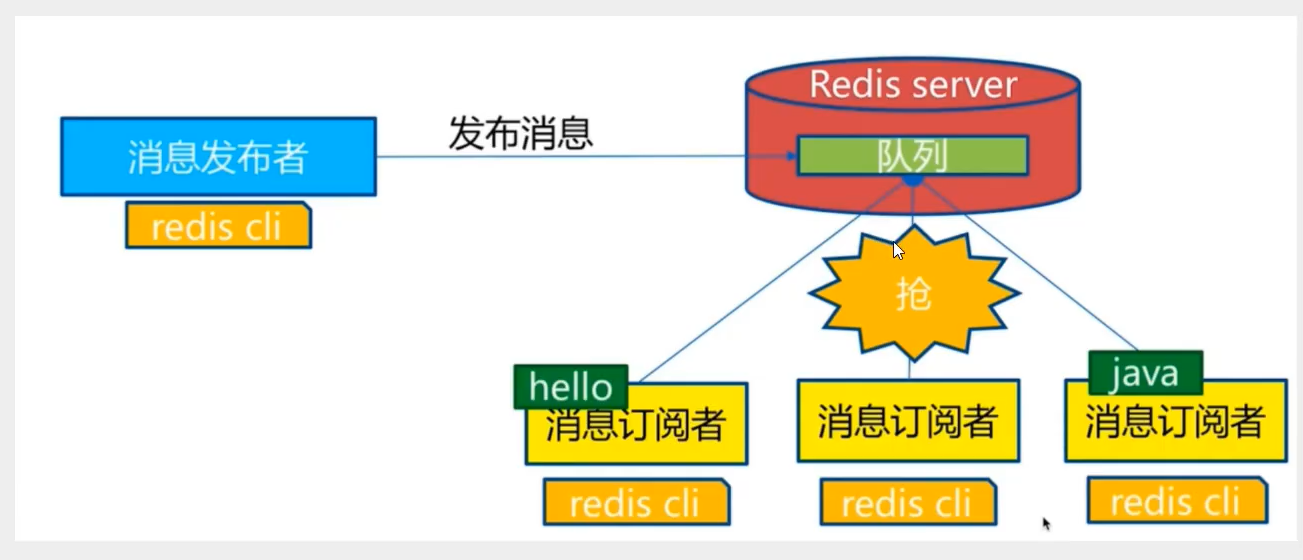 Redis server
发布消息
消息发布者
队列
redis cli
抢
hello
java
消息订阅者
消息订阅者
消息订阅者
redis cli
redis cli
redis cli